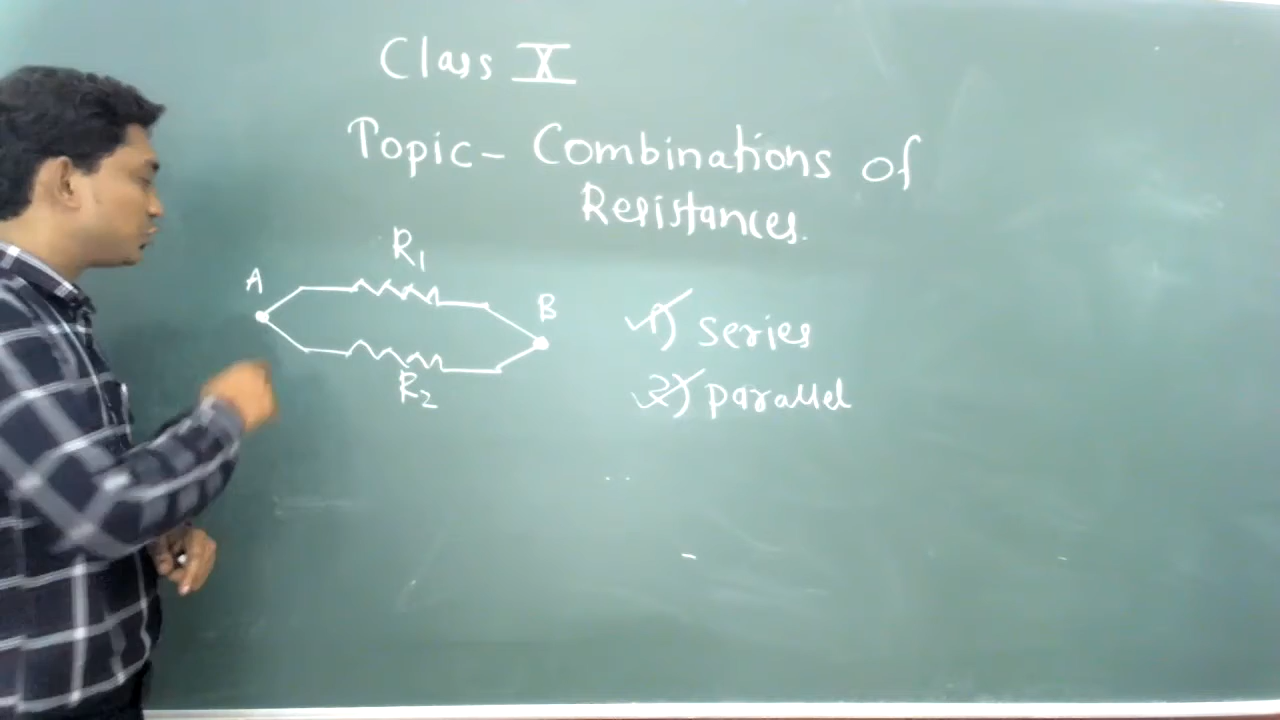 Class X
Topic- Combinations of
Resistances.
R1
A
B
R2
1) series
2) parallel